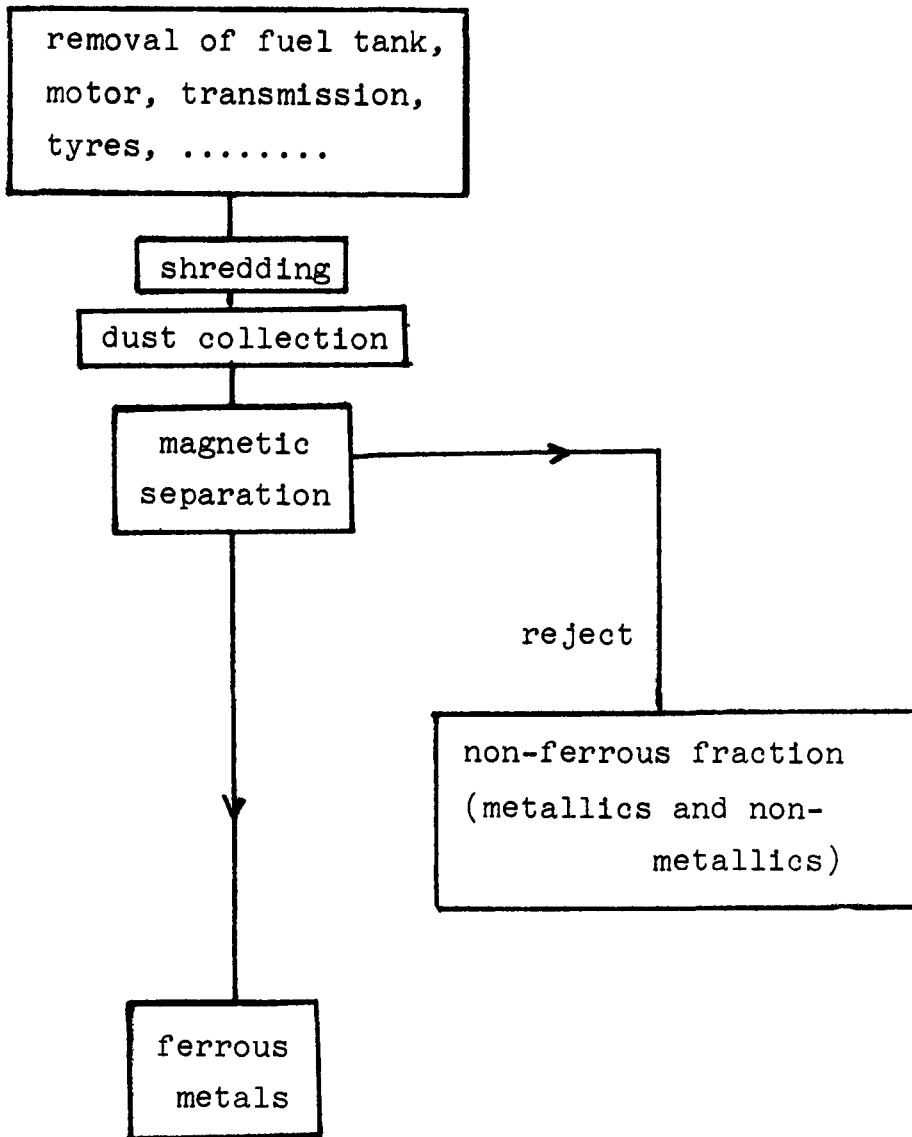 removal of fuel tank,
motor, transmission,
tyres, ........
shredding
dust collection
magnetic
separation
reject
non-ferrous fraction
(metallics and non-
metallics)
ferrous
metals